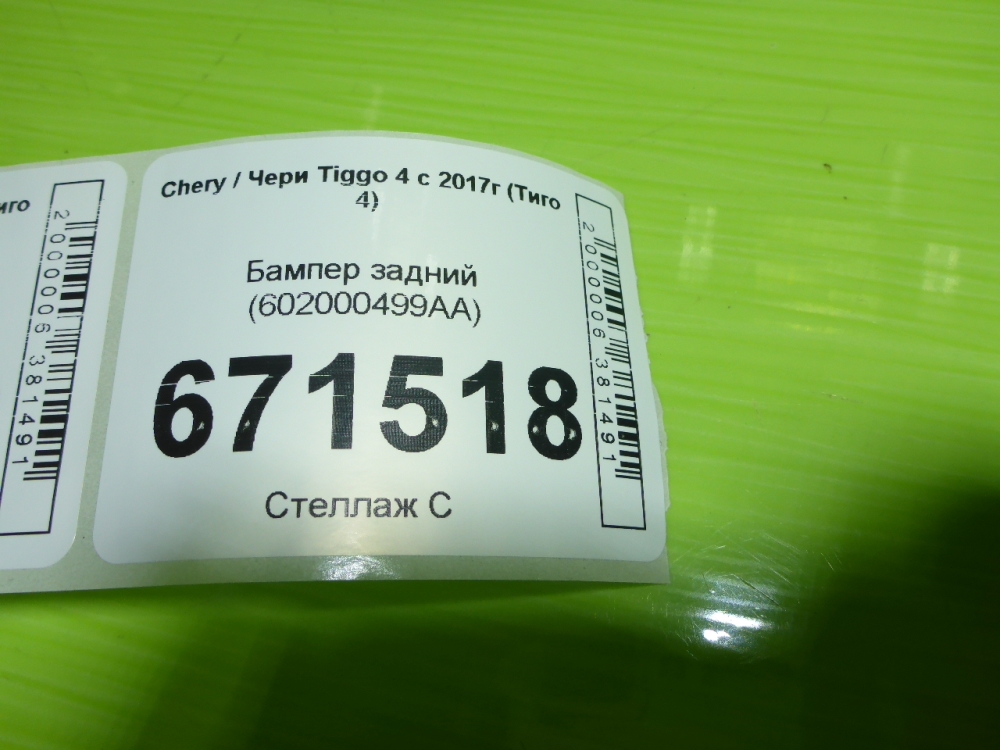 иго
2000006381491
Chery / Чери Tiggo 4 с 2017г (Тиго
4)
Бампер задний
(602000499AA)
671518
Стеллаж С
2000006381491